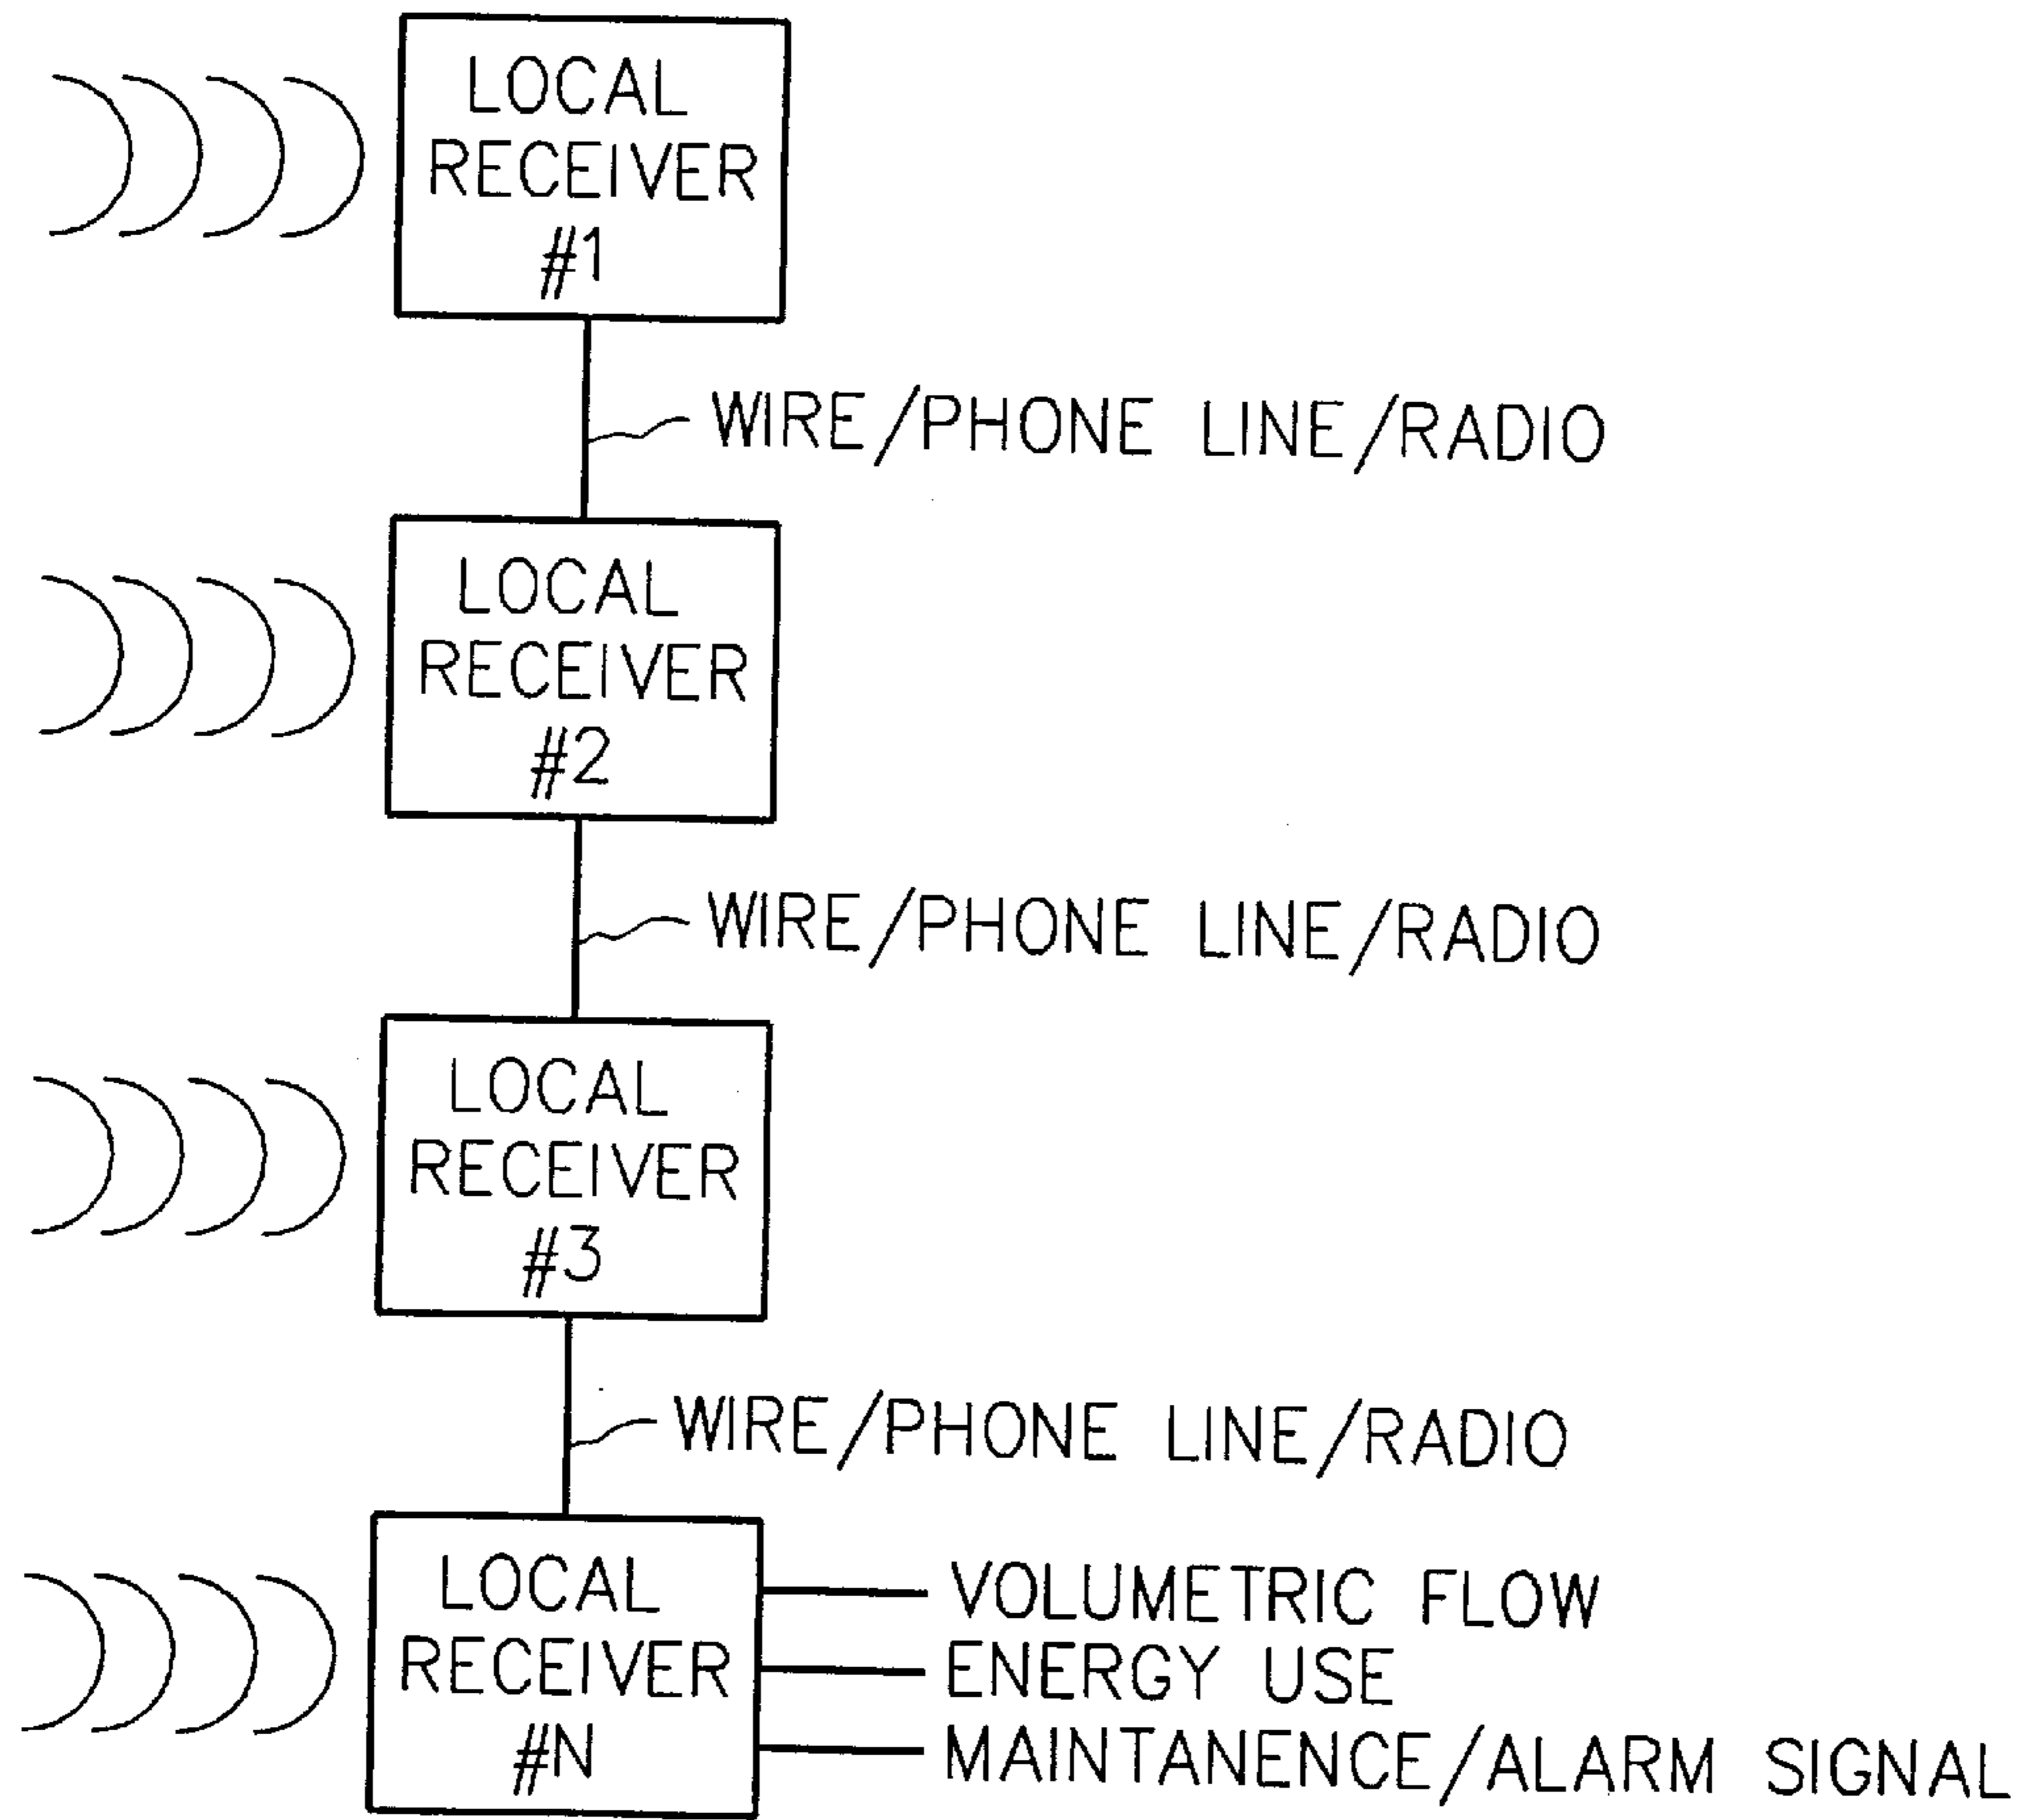 LOCAL
RECEIVER
#1
WIRE/PHONE LINE/RADIO
LOCAL
RECEIVER
#2
WIRE/PHONE LINE/RADIO
LOCAL
RECEIVER
#3
WIRE/PHONE LINE/RADIO
LOCAL
RECEIVER
#N
VOLUMETRIC FLOW
ENERGY USE
MAINTANENCE/ALARM SIGNAL